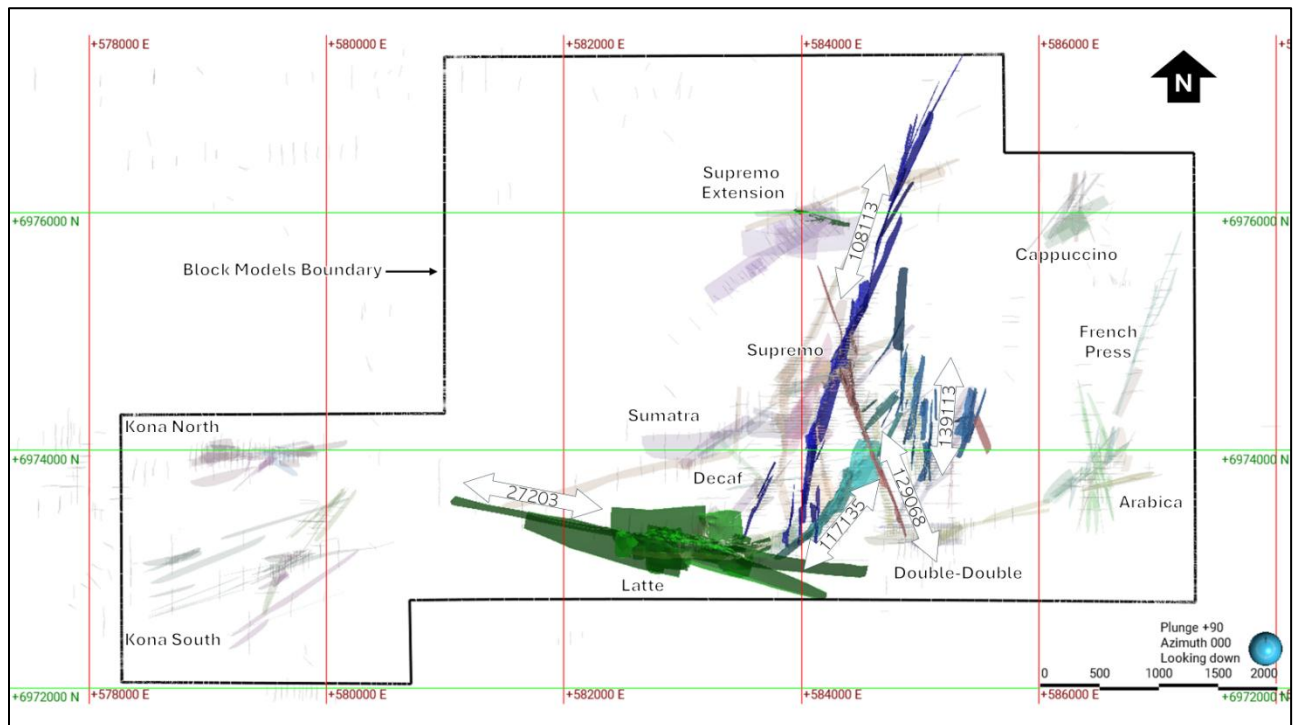 +578000 E
+580000 E
+582000 E
+584000 E
+586000 E
+5
N
Supremo
Extension
+6976000 N
+6976000 N
108113
Block Models Boundary
Cappuccino
French
Press
Supremo
139113
Sumatra
Kona North
+6974000 N
+6974000 N
Decaf
27203
129068
Arabica
117135
Double-Double
Latte
Kona South
Plunge +90
Azimuth 000
Looking down
0 500 1000 1500 2000
+6972000 N
+6972000 N
+578000 E
+580000 E
+582000 E
+584000 E
+586000 E
+5